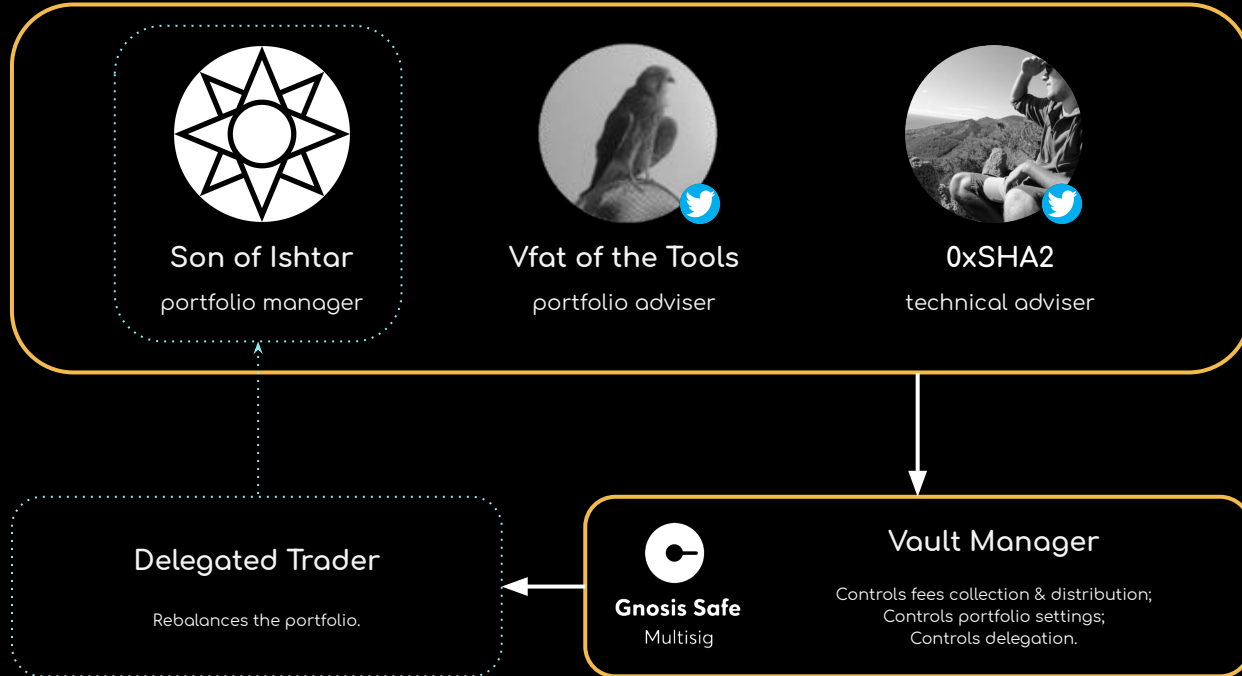 Son of Ishtar
portfolio manager
Vfat of the Tools
portfolio adviser
0xSHA2
technical adviser
Delegated Trader
Rebalances the portfolio.
Gnosis Safe
Multisig
Vault Manager
Controls fees collection & distribution;
Controls portfolio settings;
Controls delegation.